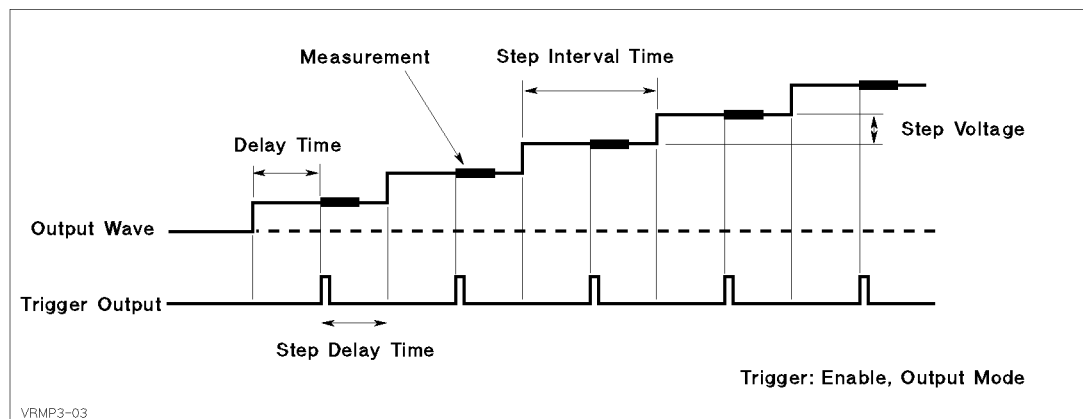 Measurement
Step Interval Time
Delay Time
Step Voltage
Output Wave
Trigger Output
Step Delay Time
Trigger: Enable, Output Mode
VRMP3-03